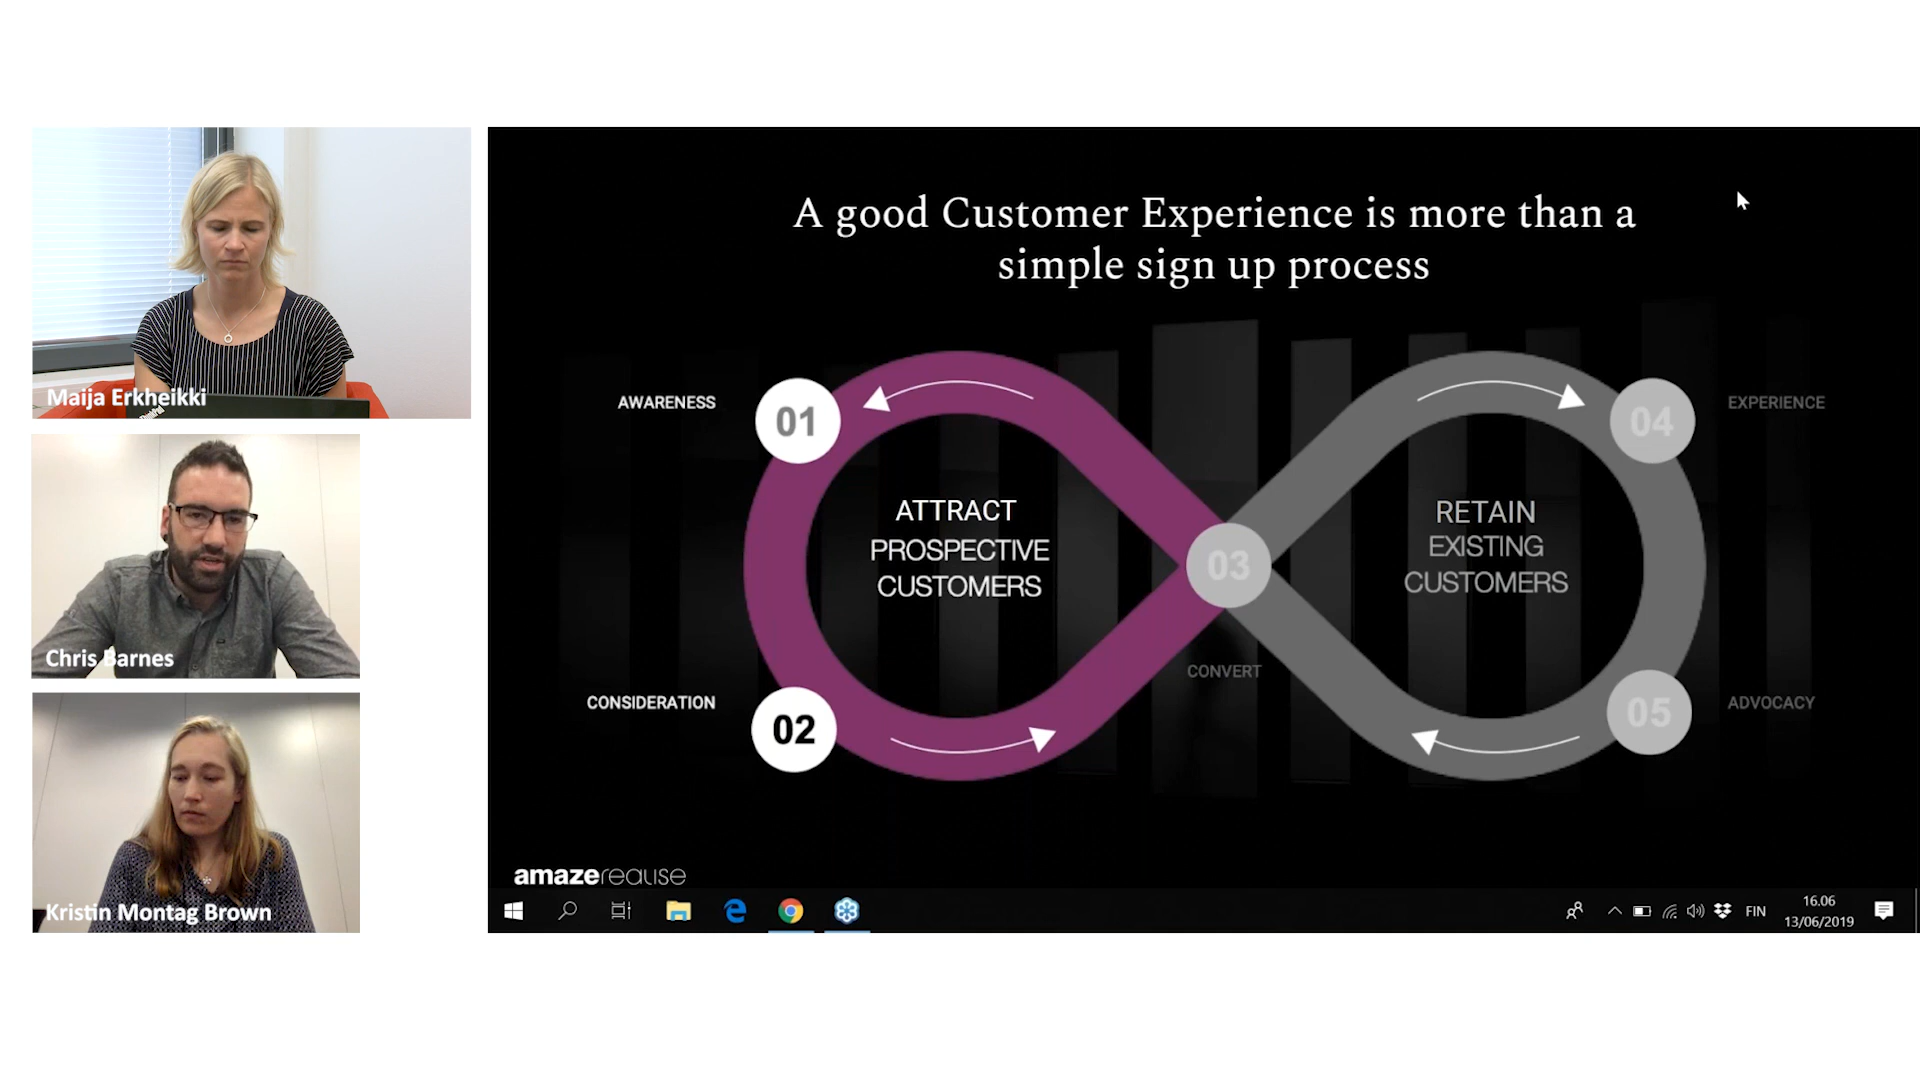 Maija Erkheikki
Chris Barnes
Kristin Montag Brown
A good Customer Experience is more than a
simple sign up process
AWARENESS
01
ATTRACT
PROSPECTIVE
CUSTOMERS
CONSIDERATION
02
03
CONVERT
RETAIN
EXISTING
CUSTOMERS
04
EXPERIENCE
05
ADVOCACY
amazerealise
FIN
16.06
13/06/2019